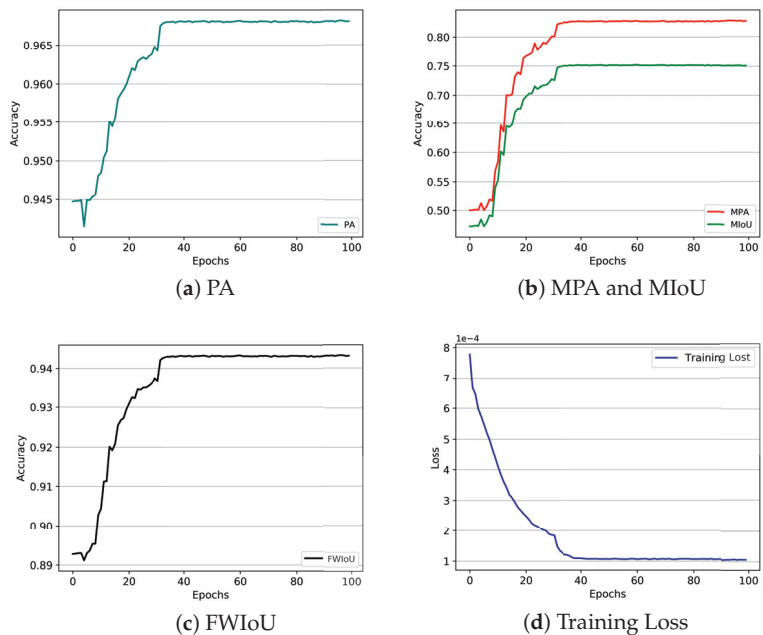 0.965
0.960
0.955
0.950
0.945
Accuracy
PA
0 20 40 60 80 100
Epochs
(a) PA
0.80
0.75
0.70
0.65
0.60
0.55
0.50
Accuracy
MPA
MIoU
0 20 40 60 80 100
Epochs
(b) MPA and MIoU
0.94
0.93
0.92
0.91
0.90
0.89
Accuracy
FWIoU
0 20 40 60 80 100
Epochs
(c) FWIoU
1e-4
8
7
6
5
4
3
2
1
Loss
Training Lost
0 20 40 60 80 100
Epochs
(d) Training Loss